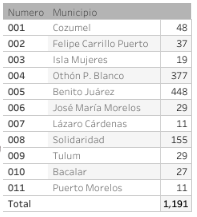 Numero Municipio
001 Cozumel 48
002 Felipe Carrillo Puerto 37
003 Isla Mujeres 19
004 Othón P. Blanco 377
005 Benito Juárez 448
006 José María Morelos 29
007 Lázaro Cárdenas 11
008 Solidaridad 155
009 Tulum 29
010 Bacalar 27
011 Puerto Morelos 11
Total 1,191